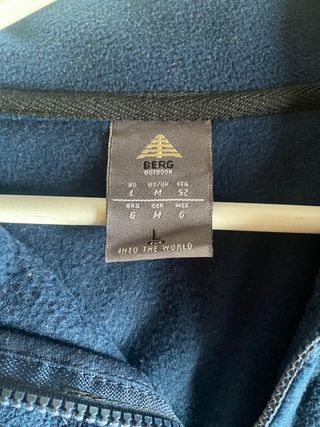 BERG
OUTDOOR
EU US/UK ITA
L M 52
BRA GER MEX
G M G
L
INTO THE WORLD